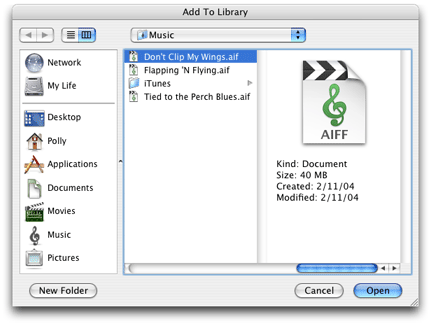 Add To Library
Music
Network
My Life
Desktop
Polly
Applications
Documents
Movies
Music
Pictures
Don't Clip My Wings.aif
Flapping 'N Flying.aif
iTunes
Tied to the Perch Blues.aif
AIFF
Kind: Document
Size: 40 MB
Created: 2/11/04
Modified: 2/11/04
New Folder
Cancel
Open